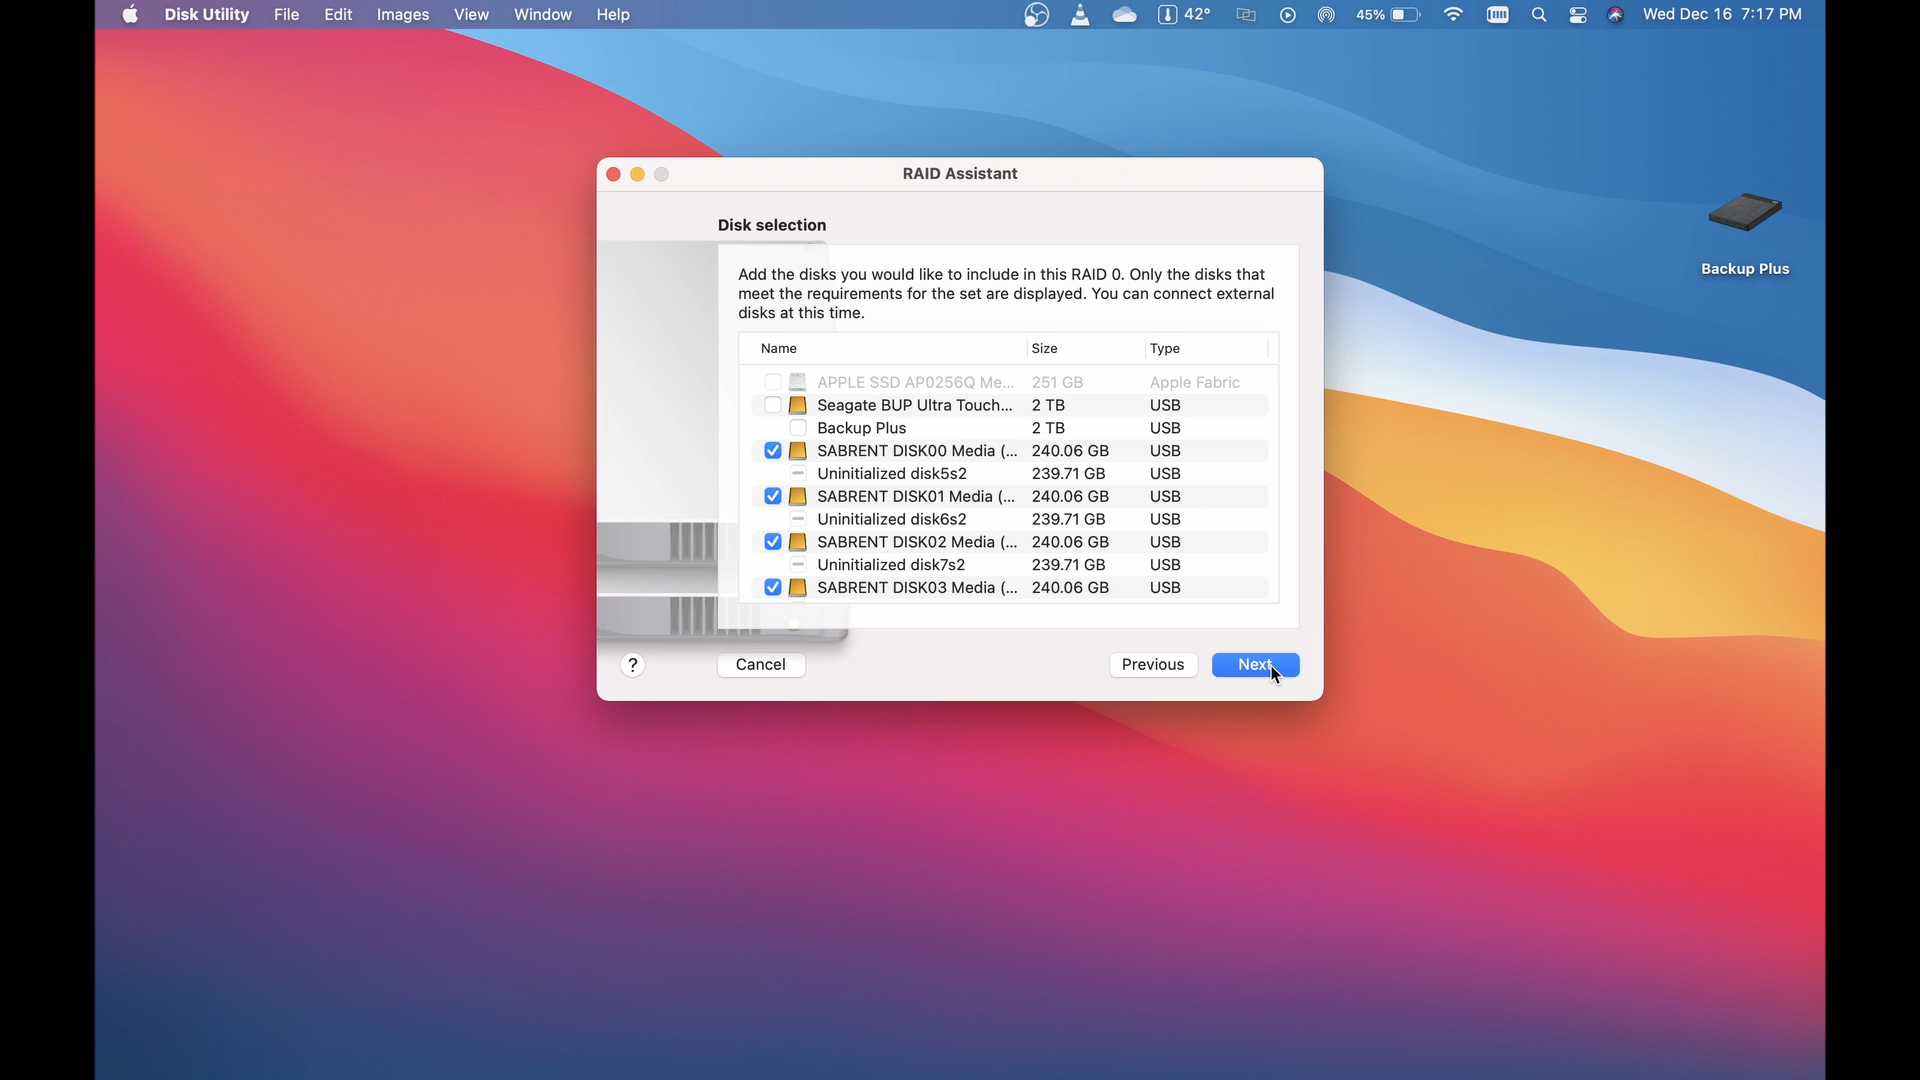 Disk Utility File Edit Images View Window Help 42° 45% Wed Dec 16 7:17 PM
RAID Assistant
Disk selection
Add the disks you would like to include in this RAID 0. Only the disks that
meet the requirements for the set are displayed. You can connect external
disks at this time.
Name Size Type
APPLE SSD AP0256Q Me... 251 GB Apple Fabric
Seagate BUP Ultra Touch... 2 TB USB
Backup Plus 2 TB USB
SABRENT DISK00 Media (... 240.06 GB USB
Uninitialized disk5s2 239.71 GB USB
SABRENT DISK01 Media (... 240.06 GB USB
Uninitialized disk6s2 239.71 GB USB
SABRENT DISK02 Media (... 240.06 GB USB
Uninitialized disk7s2 239.71 GB USB
SABRENT DISK03 Media (... 240.06 GB USB
? Cancel Previous Next
Backup Plus